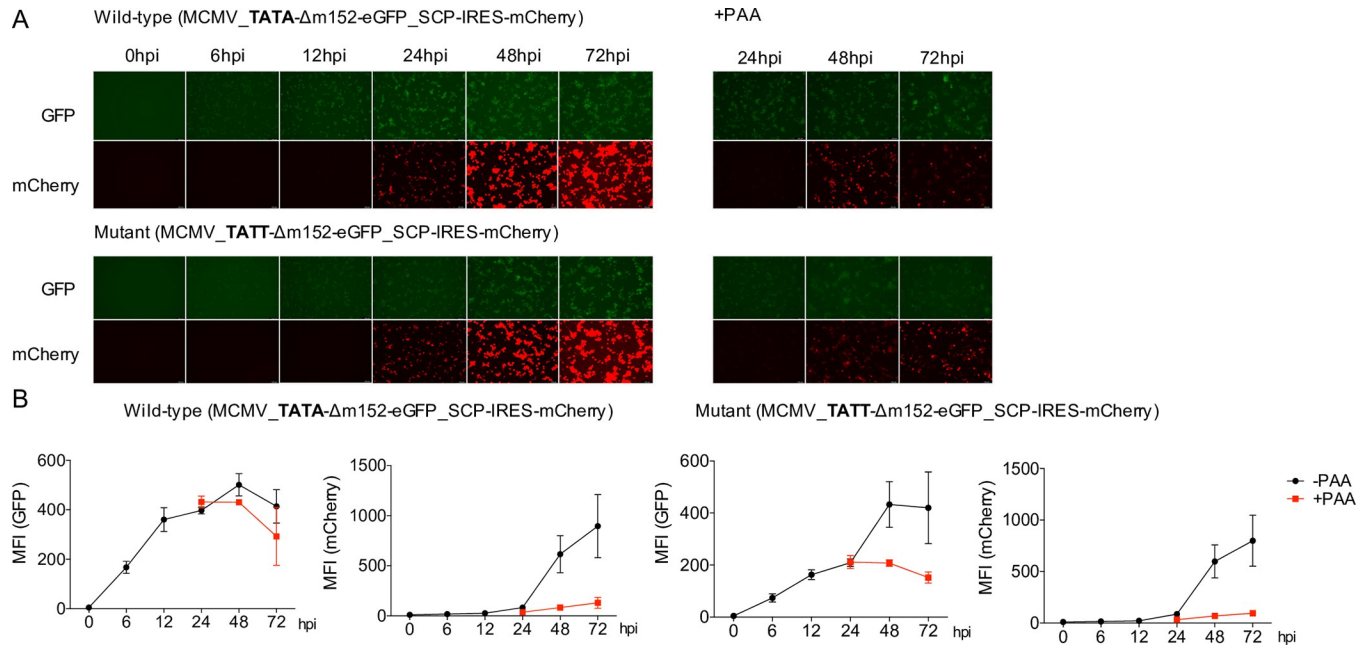 A
Wild-type (MCMV_TATA-Δm152-eGFP_SCP-IRES-mCherry)
+PAA
0hpi 6hpi 12hpi 24hpi 48hpi 72hpi
24hpi 48hpi 72hpi
GFP
mCherry
Mutant (MCMV_TATT-Δm152-eGFP_SCP-IRES-mCherry)
GFP
mCherry
B
Wild-type (MCMV_TATA-Δm152-eGFP_SCP-IRES-mCherry)
Mutant (MCMV_TATT-Δm152-eGFP_SCP-IRES-mCherry)
MFI (GFP)
600
400
200
0
0 6 12 24 48 72
MFI (mCherry)
1500
1000
500
0
0 6 12 24 48 72 hpi
MFI (GFP)
600
400
200
0
0 6 12 24 48 72
MFI (mCherry)
1500
1000
500
0
0 6 12 24 48 72 hpi
-PAA
+PAA